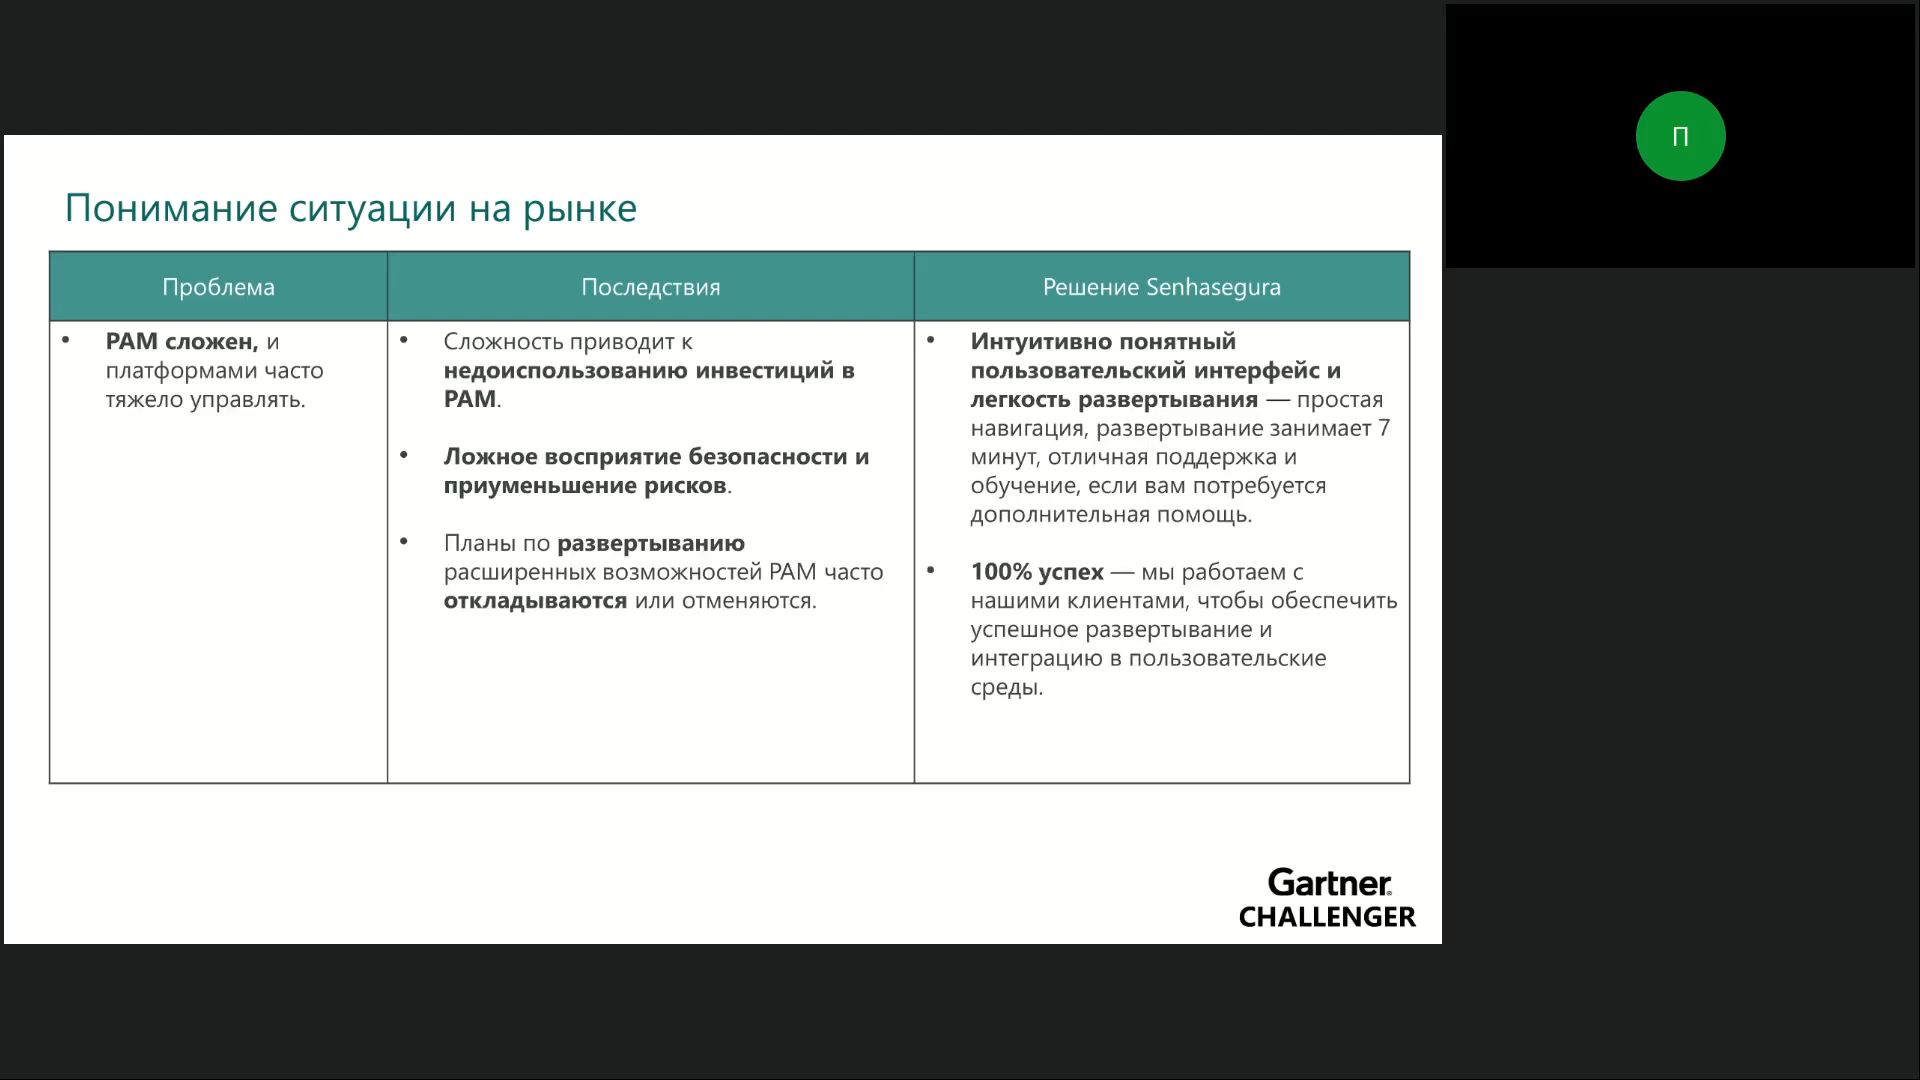 Понимание ситуации на рынке
Проблема
Последствия
Решение Senhasegura
• PAM сложен, и
платформами часто
тяжело управлять.
• Сложность приводит к
недоиспользованию инвестиций в
PAM.
• Ложное восприятие безопасности и
приуменьшение рисков.
• Планы по развертыванию
расширенных возможностей PAM часто
откладываются или отменяются.
• Интуитивно понятный
пользовательский интерфейс и
легкость развертывания — простая
навигация, развертывание занимает 7
минут, отличная поддержка и
обучение, если вам потребуется
дополнительная помощь.
• 100% успех — мы работаем с
нашими клиентами, чтобы обеспечить
успешное развертывание и
интеграцию в пользовательские
среды.
Gartner®
CHALLENGER
П